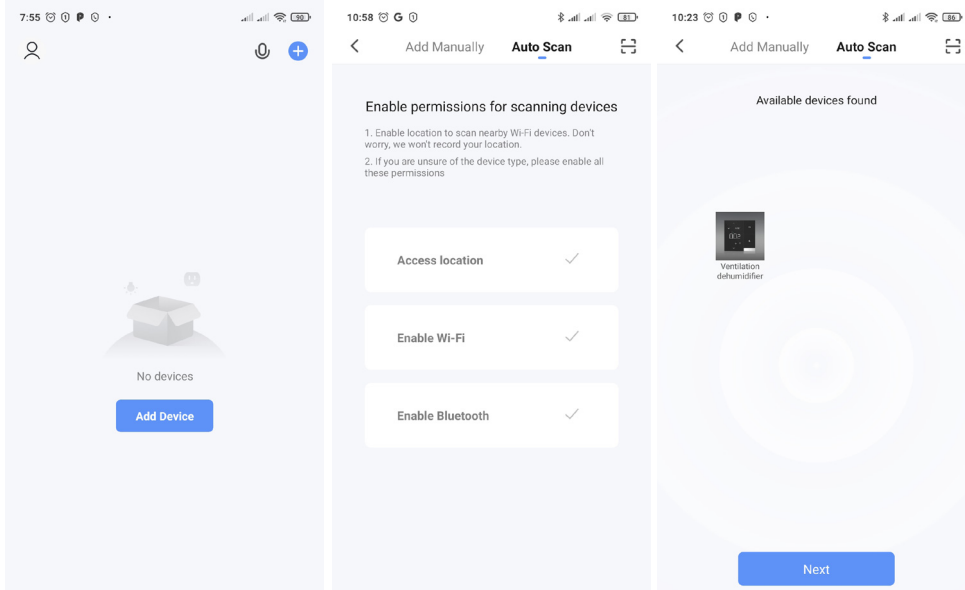 7:55
90
No devices
Add Device
10:58
G
81
Add Manually
Auto Scan
Enable permissions for scanning devices
1. Enable location to scan nearby Wi-Fi devices. Don't
worry, we won't record your location.
2. If you are unsure of the device type, please enable all
these permissions
Access location
Enable Wi-Fi
Enable Bluetooth
10:23
86
Add Manually
Auto Scan
Available devices found
Ventilation
dehumidifier
Next